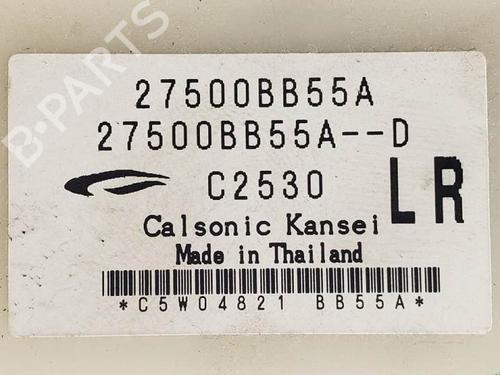 B-PARTS
27500BB55A
27500BB55A--D
C2530
LR
Calsonic Kansei
Made in Thailand
*C5W04821 BB55A*